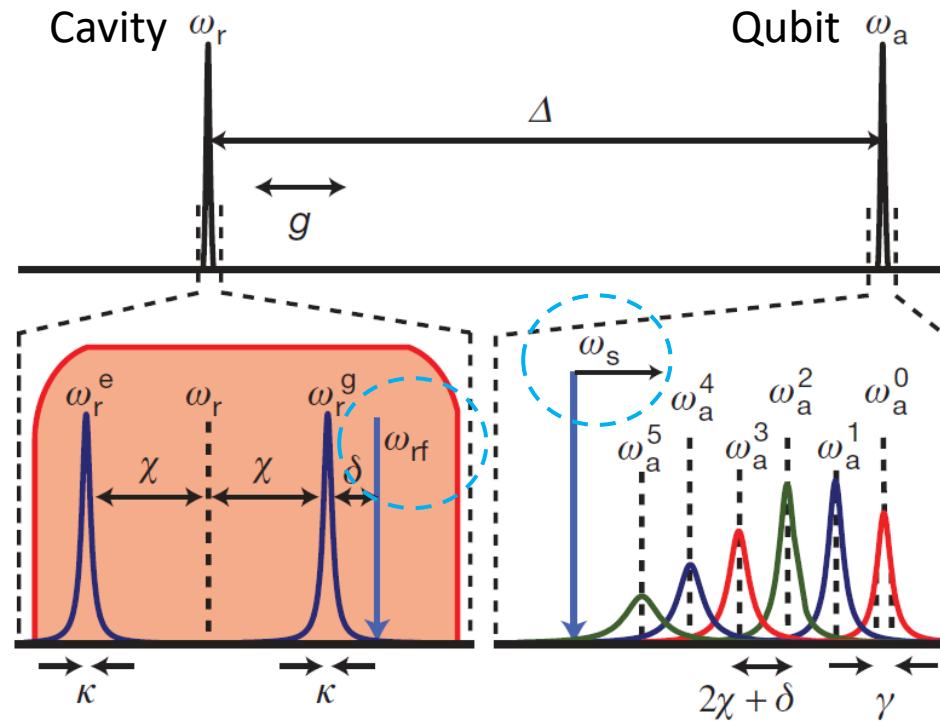 Cavity Qubit
ω_r ω_a
Δ
g
ω_s
ω_r^e ω_r ω_r^g ω_a^4 ω_a^2 ω_a^0
ω_rf ω_a^5 ω_a^3 ω_a^1
χ χ δ
κ κ 2χ + δ γ